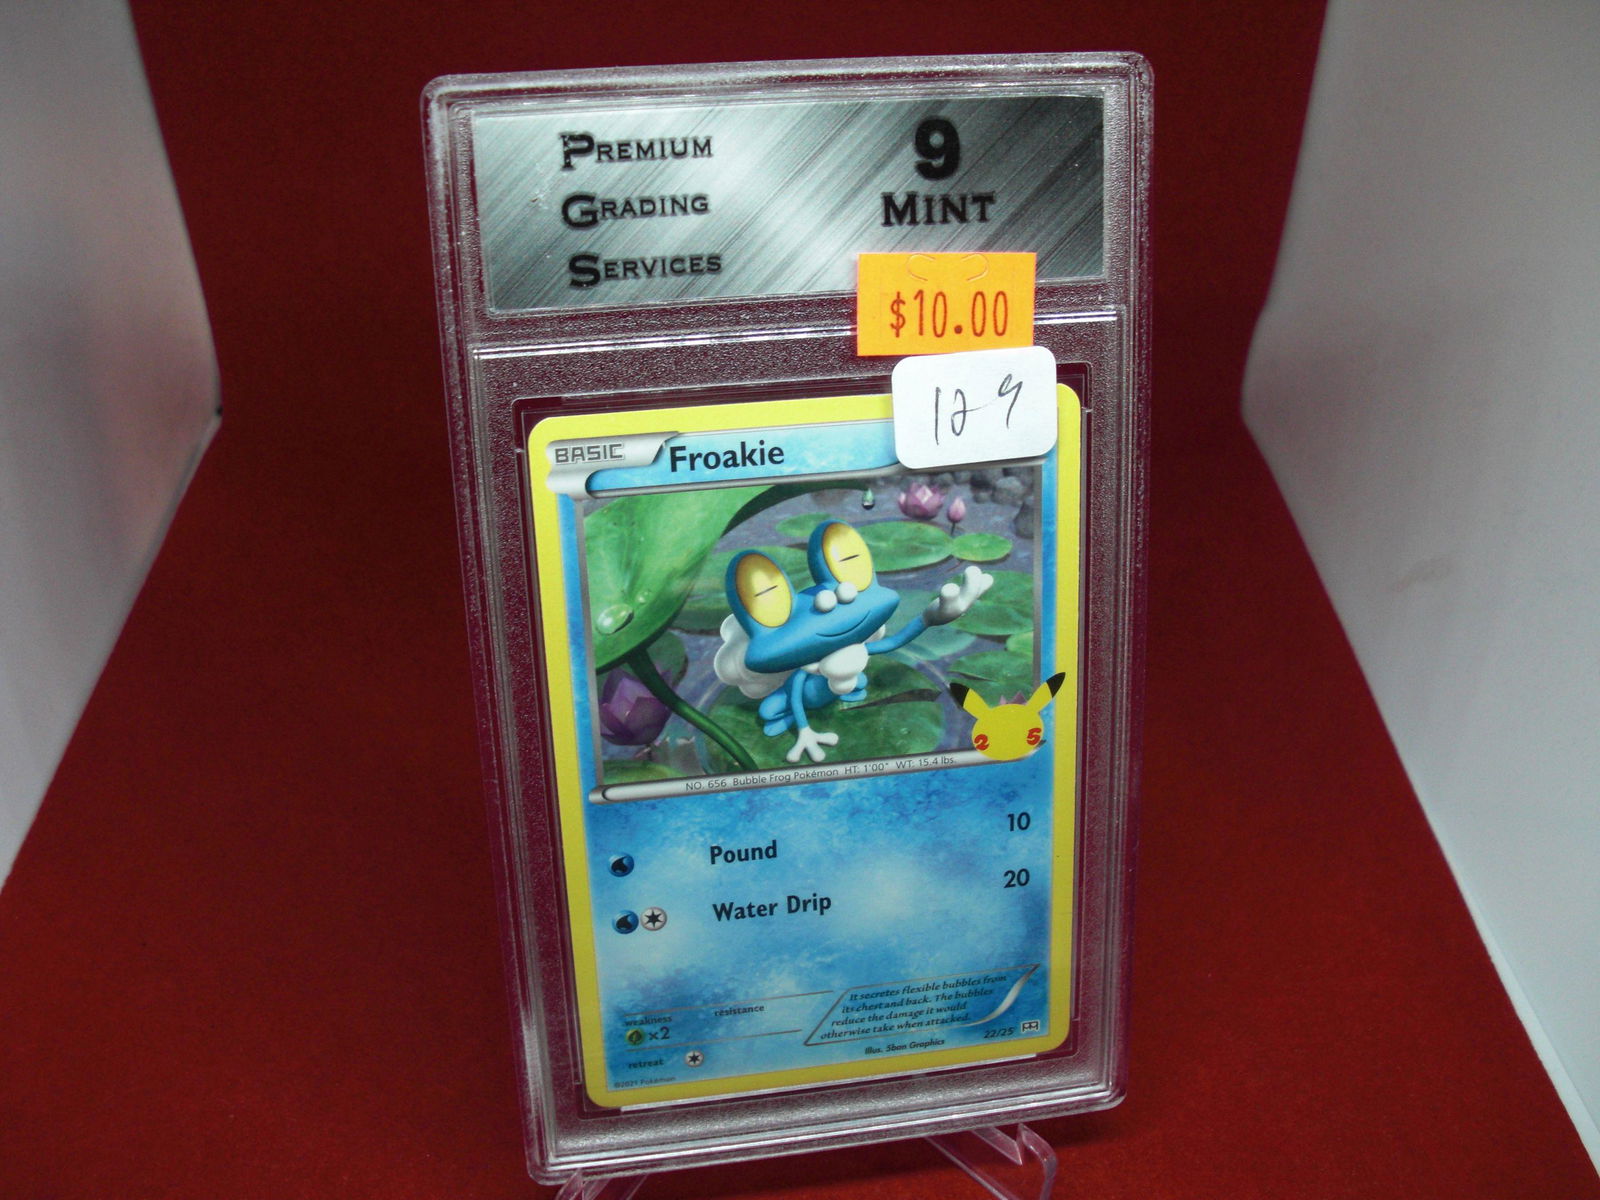 PREMIUM
GRADING
SERVICES
9
MINT
$10.00
129
BASIC
Froakie
25
NO. 656 Bubble Frog Pokémon HT: 1'00" WT: 15.4 lbs.
Pound 10
Water Drip 20
weakness
resistance
×2
retreat
It secretes flexible bubbles from
its chest and back. The bubbles
reduce the damage it would
otherwise take when attacked.
Illus. 5ban Graphics
22/25
©2021 Pokémon